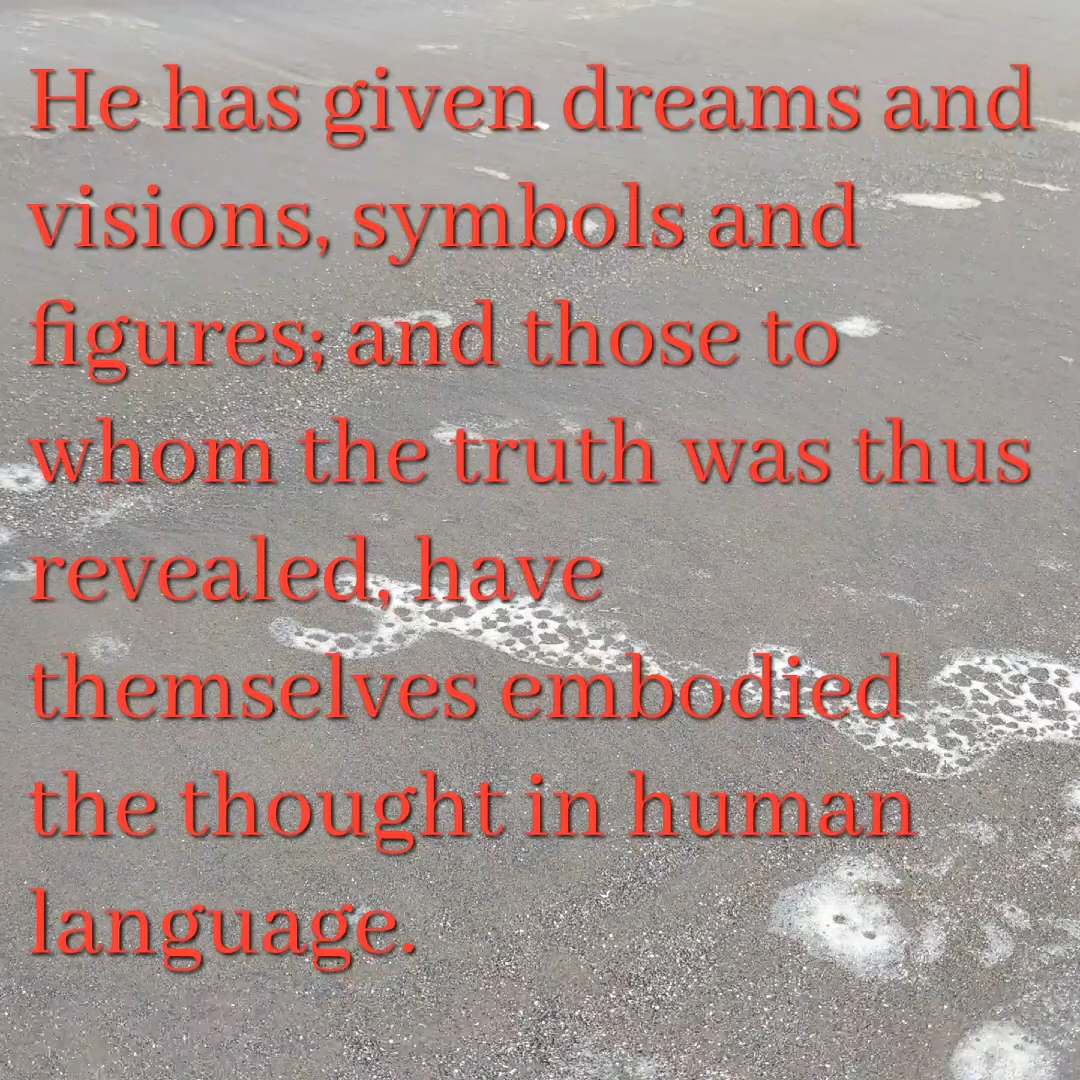 He has given dreams and
visions, symbols and
figures; and those to
whom the truth was thus
revealed, have
themselves embodied
the thought in human
language.